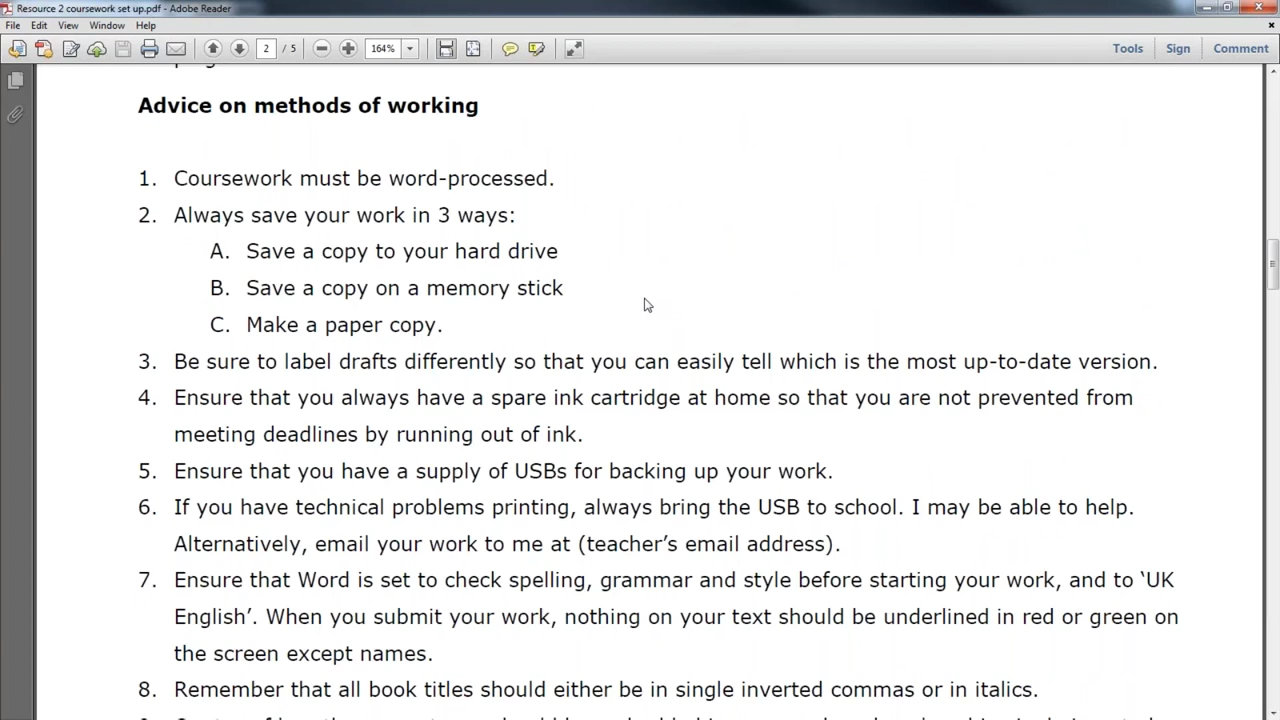 Resource 2 coursework set up.pdf - Adobe Reader
File Edit View Window Help
2 / 5 164% Tools Sign Comment
Advice on methods of working
1. Coursework must be word-processed.
2. Always save your work in 3 ways:
A. Save a copy to your hard drive
B. Save a copy on a memory stick
C. Make a paper copy.
3. Be sure to label drafts differently so that you can easily tell which is the most up-to-date version.
4. Ensure that you always have a spare ink cartridge at home so that you are not prevented from
meeting deadlines by running out of ink.
5. Ensure that you have a supply of USBs for backing up your work.
6. If you have technical problems printing, always bring the USB to school. I may be able to help.
Alternatively, email your work to me at (teacher’s email address).
7. Ensure that Word is set to check spelling, grammar and style before starting your work, and to ‘UK
English’. When you submit your work, nothing on your text should be underlined in red or green on
the screen except names.
8. Remember that all book titles should either be in single inverted commas or in italics.